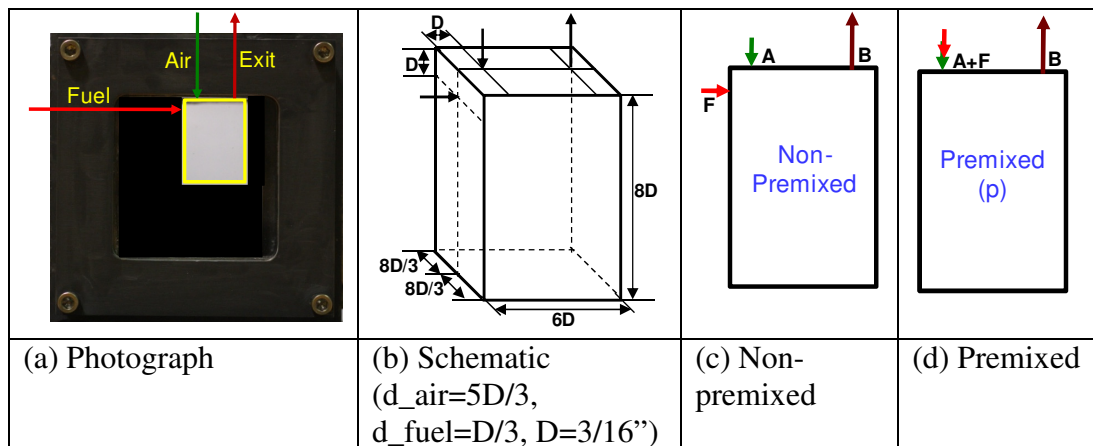 Air
Exit
Fuel
D
D
8D
8D/3
8D/3
6D
A
B
F
Non-
Premixed
A+F
B
Premixed
(p)
(a) Photograph
(b) Schematic
(d_air=5D/3,
d_fuel=D/3, D=3/16”)
(c) Non-
premixed
(d) Premixed